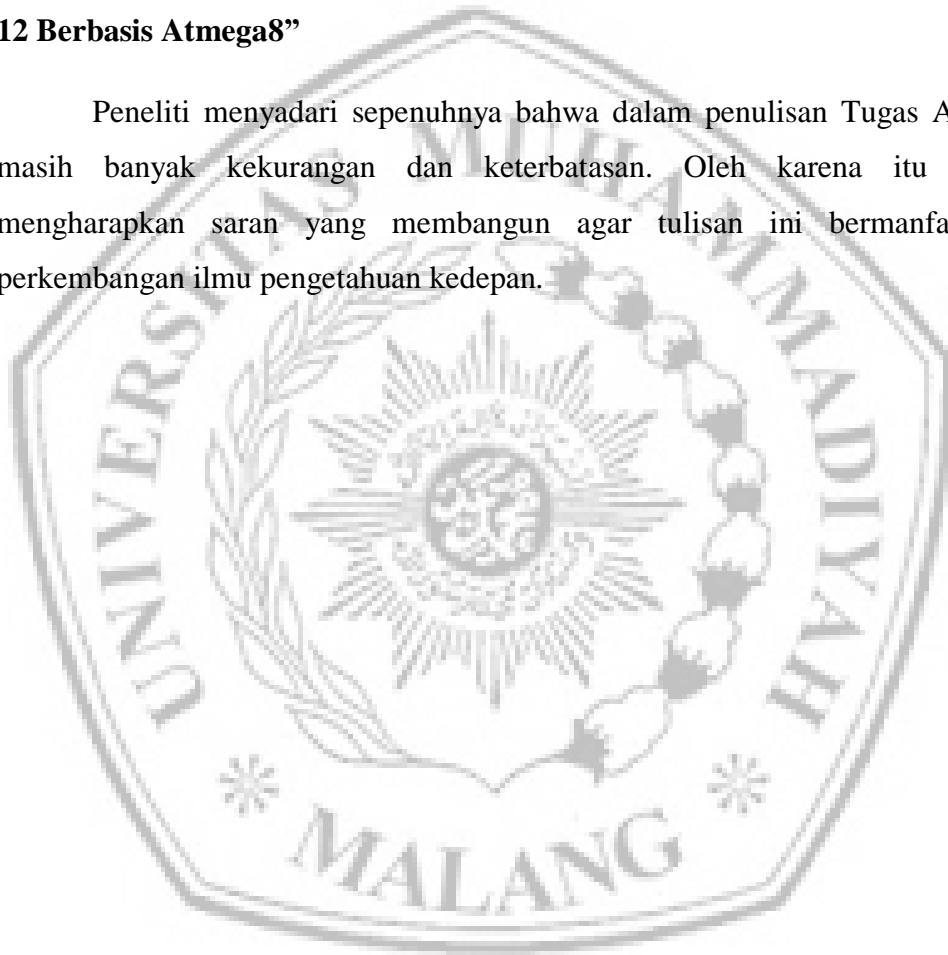 12 Berbasis Atmega8”
Peneliti menyadari sepenuhnya bahwa dalam penulisan Tugas A
masih banyak kekurangan dan keterbatasan. Oleh karena itu
mengharapkan saran yang membangun agar tulisan ini bermanfa
perkembangan ilmu pengetahuan kedepan.
UNIVERSITAS MUHAMMADIYAH
MALANG